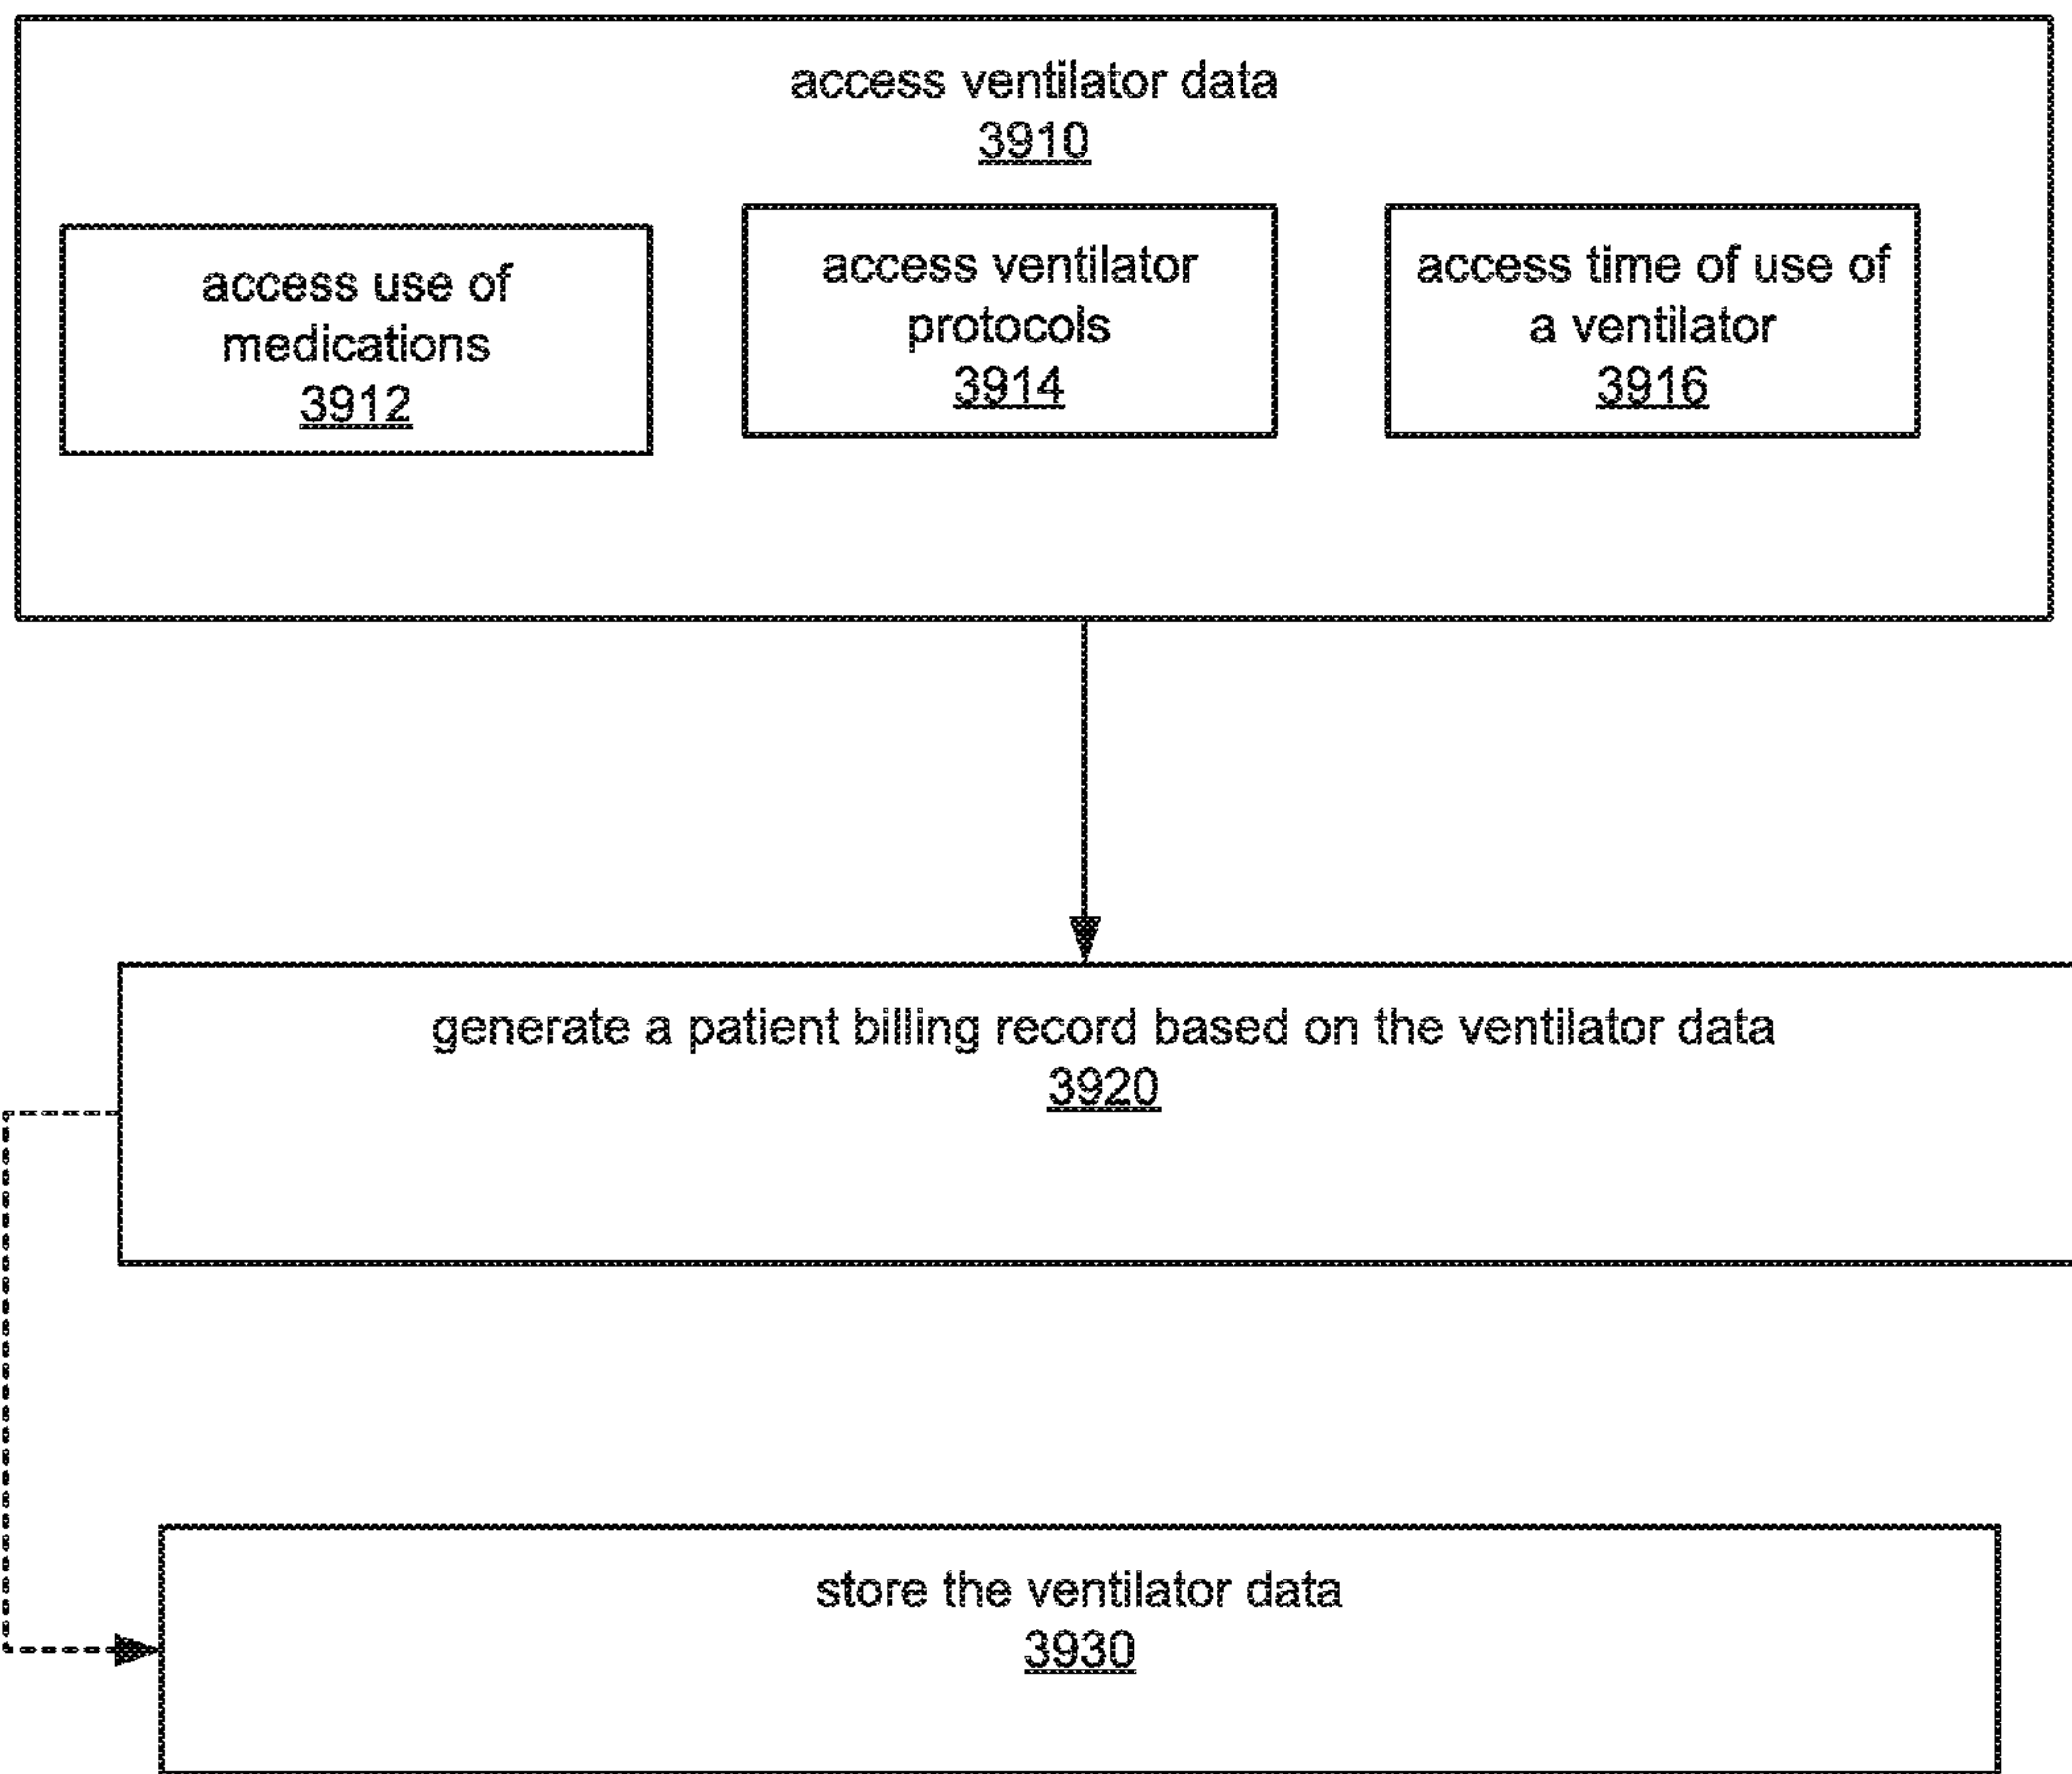 access ventilator data
3910
access use of
medications
3912
access ventilator
protocols
3914
access time of use of
a ventilator
3916
generate a patient billing record based on the ventilator data
3920
store the ventilator data
3930